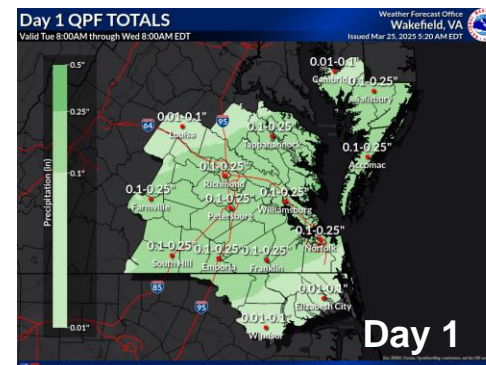 Day 1 QPF TOTALS
Valid Tue 8:00AM through Wed 8:00AM EDT
Weather Forecast Office
Wakefield, VA
Issued Mar 25, 2025 5:20 AM EDT
0.5"
0.25"
0.1"
0.01"
Precipitation (in)
0.01-0.1"
Cambridge
0.1-0.25"
Salisbury
0.01-0.1"
Louisa
64
95
0.1-0.25"
Tappahannock
0.1-0.25"
Accomac
0.1-0.25"
Richmond
0.1-0.25"
Farmville
0.1-0.25"
Petersburg
0.1-0.25"
Williamsburg
0.1-0.25"
Norfolk
0.1-0.25"
South Hill
0.1-0.25"
Emporia
0.1-0.25"
Franklin
85
95
0.01-0.1"
Elizabeth City
0.01-0.1"
Windsor
Day 1